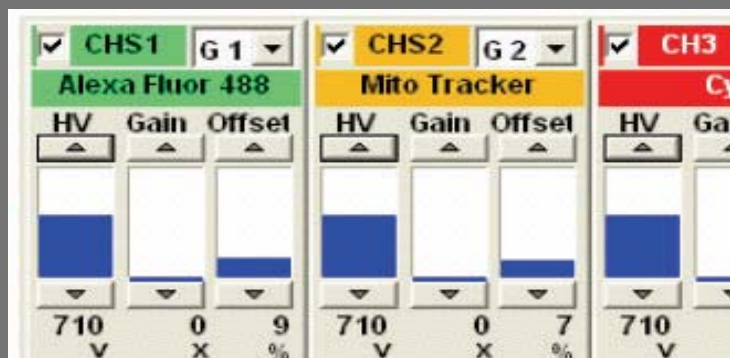 CHS1 G 1 CHS2 G 2 CH3
Alexa Fluor 488 Mito Tracker
HV Gain Offset HV Gain Offset HV
710 0 9 710 0 7 710
V X % V X % V